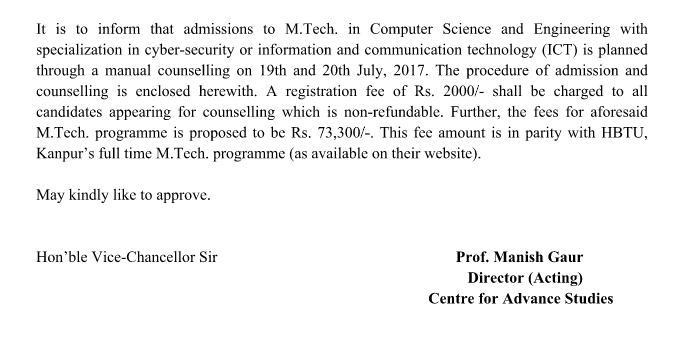 It is to inform that admissions to M.Tech. in Computer Science and Engineering with
specialization in cyber-security or information and communication technology (ICT) is planned
through a manual counselling on 19th and 20th July, 2017. The procedure of admission and
counselling is enclosed herewith. A registration fee of Rs. 2000/- shall be charged to all
candidates appearing for counselling which is non-refundable. Further, the fees for aforesaid
M.Tech. programme is proposed to be Rs. 73,300/-. This fee amount is in parity with HBTU,
Kanpur’s full time M.Tech. programme (as available on their website).
May kindly like to approve.
Hon’ble Vice-Chancellor Sir
Prof. Manish Gaur
Director (Acting)
Centre for Advance Studies